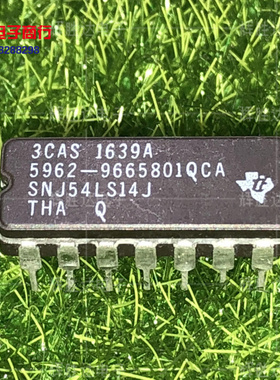 3CAS 1639A
5962-9665801QCA
SNJ54LS14J
THA Q